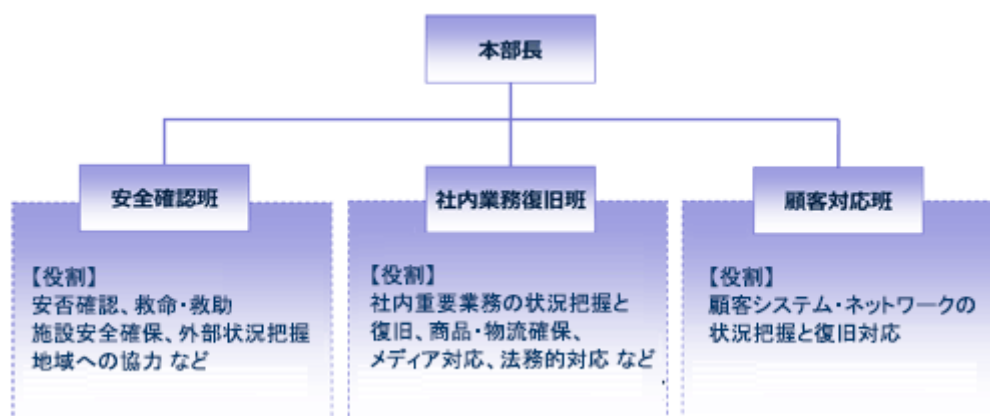 本部長
安全確認班
【役割】
安否確認、救命・救助
施設安全確保、外部状況把握
地域への協力 など
社内業務復旧班
【役割】
社内重要業務の状況把握と
復旧、商品・物流確保、
メディア対応、法務的対応 など
顧客対応班
【役割】
顧客システム・ネットワークの
状況把握と復旧対応